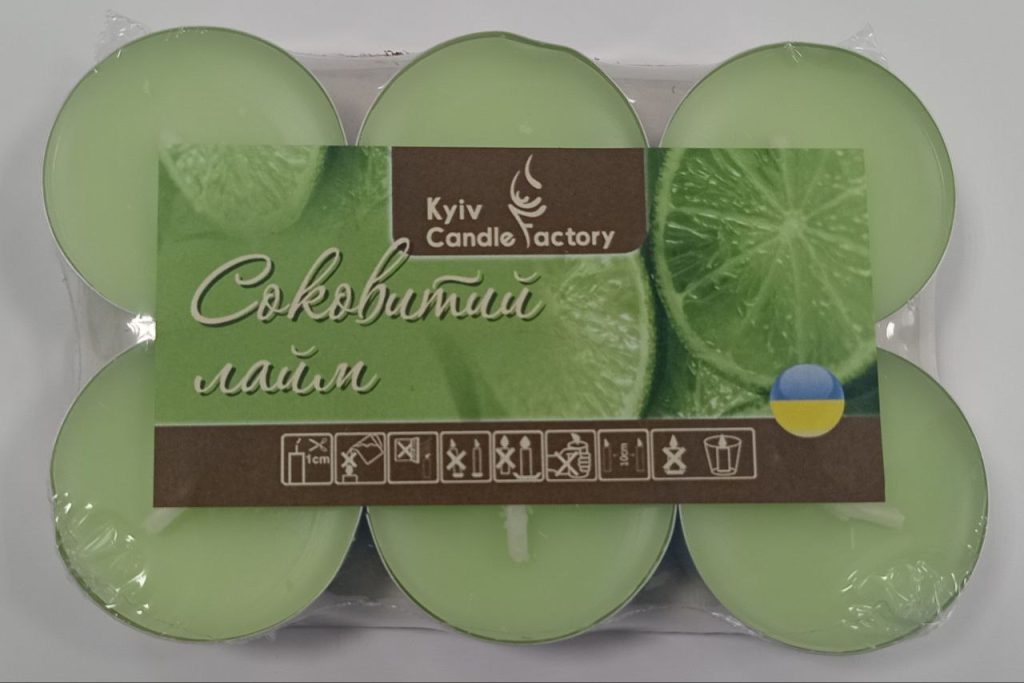 Kyiv
Candle Factory
Соковитий
лайм
1cm
10cm